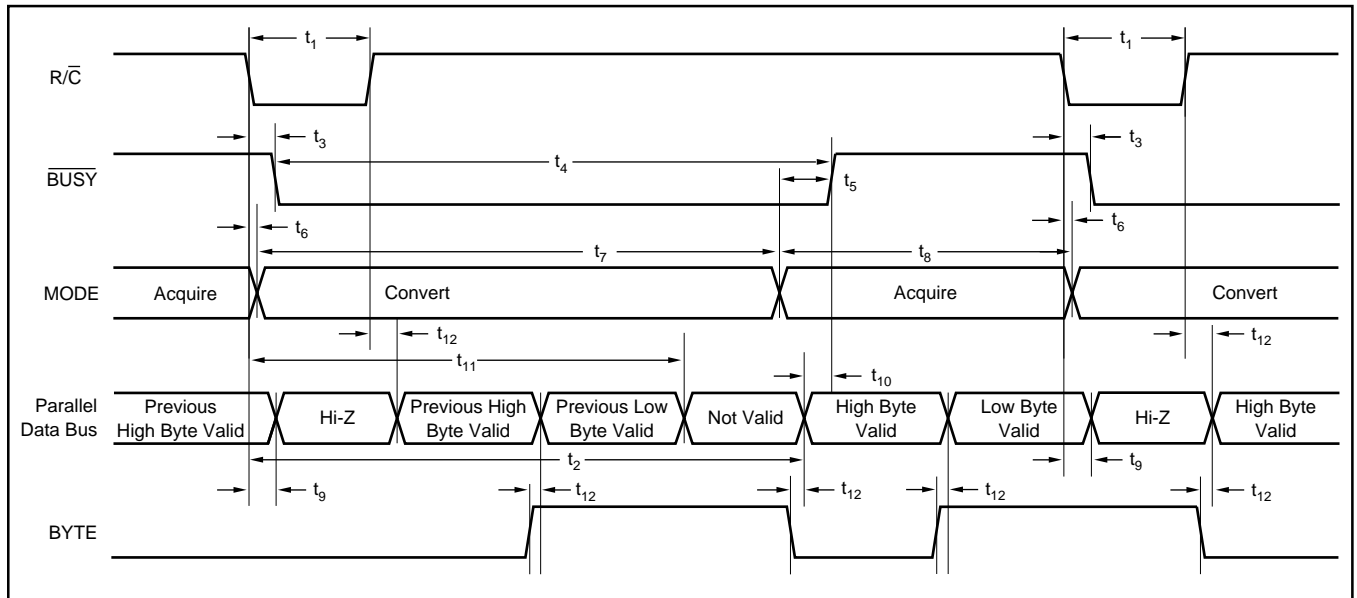 t1 t1
R/C̅
t3 t3
B̅U̅S̅Y̅ t4
t5
t6 t6
t7 t8
MODE Acquire Convert Acquire Convert
t12 t12
t11
t10
Parallel Data Bus
Previous High Byte Valid
Hi-Z
Previous High Byte Valid
Previous Low Byte Valid
Not Valid
High Byte Valid
Low Byte Valid
Hi-Z
High Byte Valid
t2
t9 t9
t12 t12 t12 t12
BYTE